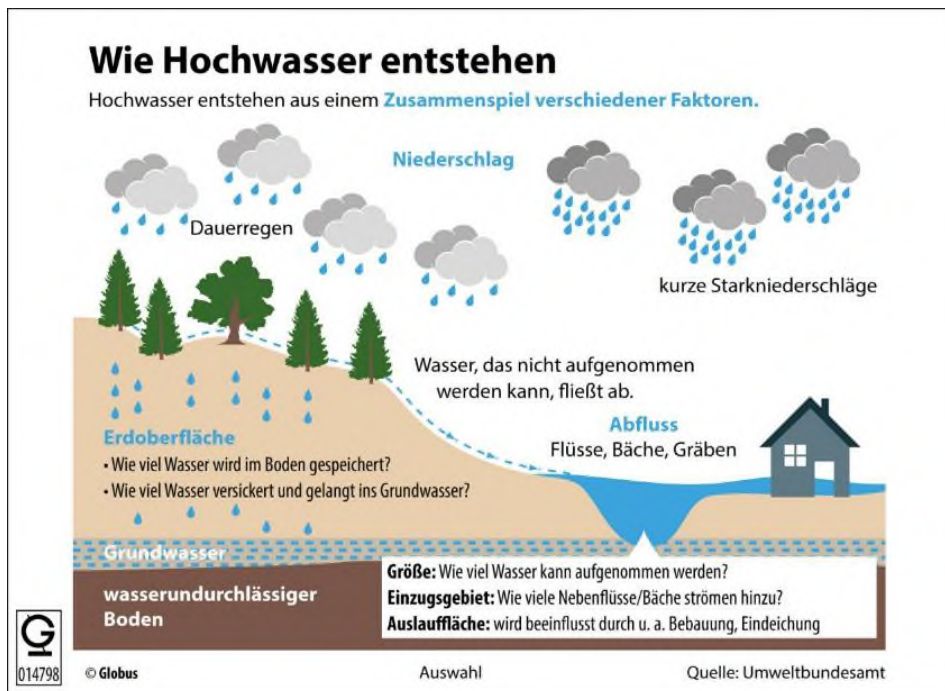 Wie Hochwasser entstehen
Hochwasser entstehen aus einem Zusammenspiel verschiedener Faktoren.
Niederschlag
Dauerregen
kurze Starkniederschläge
Wasser, das nicht aufgenommen
werden kann, fließt ab.
Abfluss
Flüsse, Bäche, Gräben
Erdoberfläche
• Wie viel Wasser wird im Boden gespeichert?
• Wie viel Wasser versickert und gelangt ins Grundwasser?
Grundwasser
wasserundurchlässiger
Boden
Größe: Wie viel Wasser kann aufgenommen werden?
Einzugsgebiet: Wie viele Nebenflüsse/Bäche strömen hinzu?
Auslauffläche: wird beeinflusst durch u. a. Bebauung, Eindeichung
G
014798
© Globus
Auswahl
Quelle: Umweltbundesamt